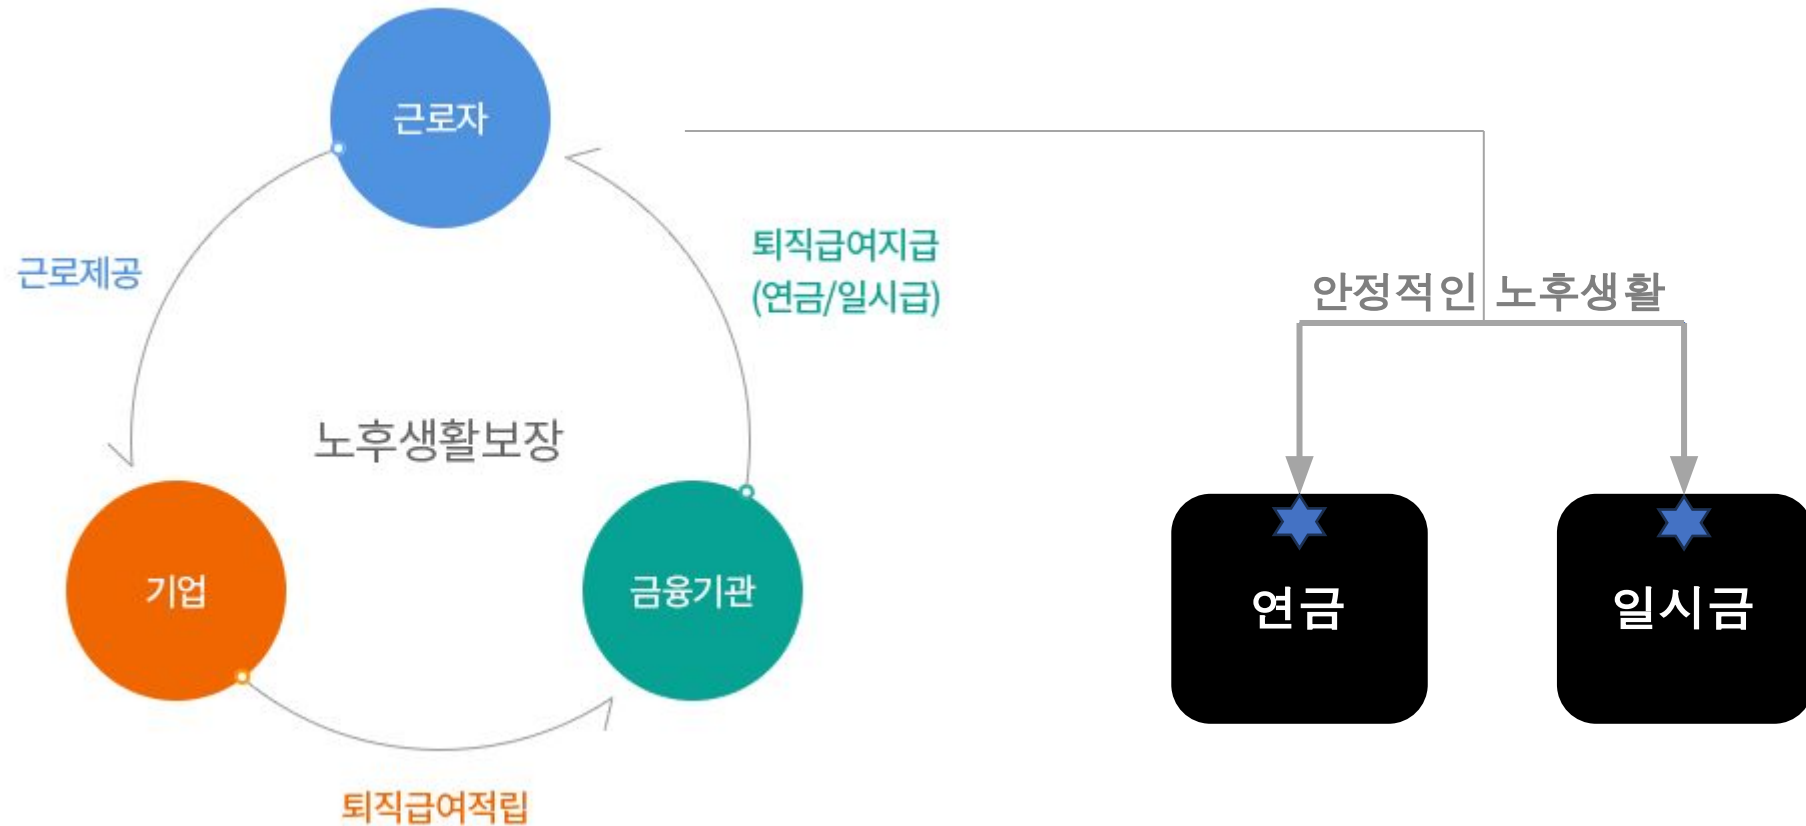 근로자
근로제공
퇴직급여지급
(연금/일시급)
안정적인 노후생활
노후생활보장
기업
금융기관
연금
일시금
퇴직급여적립